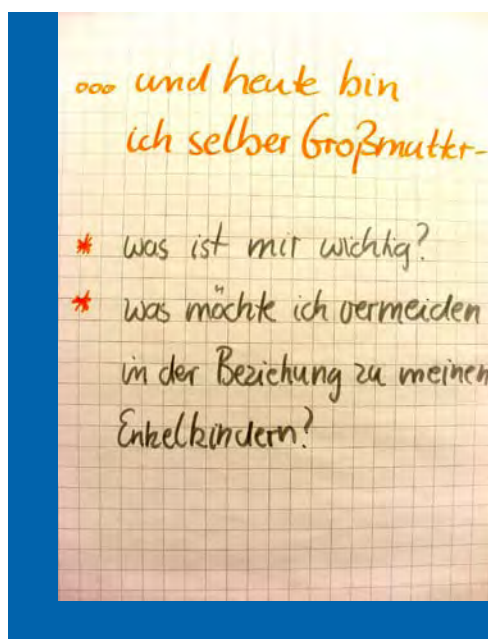 ... und heute bin
ich selber Großmutter-
* was ist mir wichtig?
* was möchte ich vermeiden
in der Beziehung zu meinen
Enkelkindern?